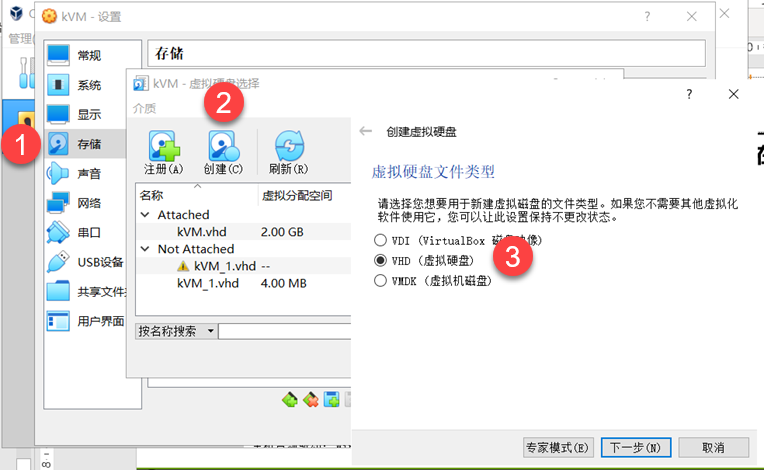 kVM - 设置
管理(
常规
系统
显示
存储
声音
网络
串口
USB设备
共享文件
用户界面
存储
kVM - 虚拟硬盘选择
介质
1
2
注册(A)
创建(C)
刷新(R)
名称
虚拟分配空间
Attached
kVM.vhd
2.00 GB
Not Attached
kVM_1.vhd
--
kVM_1.vhd
4.00 MB
按名称搜索
创建虚拟硬盘
虚拟硬盘文件类型
请选择您想要用于新建虚拟磁盘的文件类型。如果您不需要其他虚拟化
软件使用它，您可以让此设置保持不更改状态。
VDI (VirtualBox 磁盘映像)
VHD (虚拟硬盘)
3
VMDK (虚拟机磁盘)
专家模式(E)
下一步(N)
取消